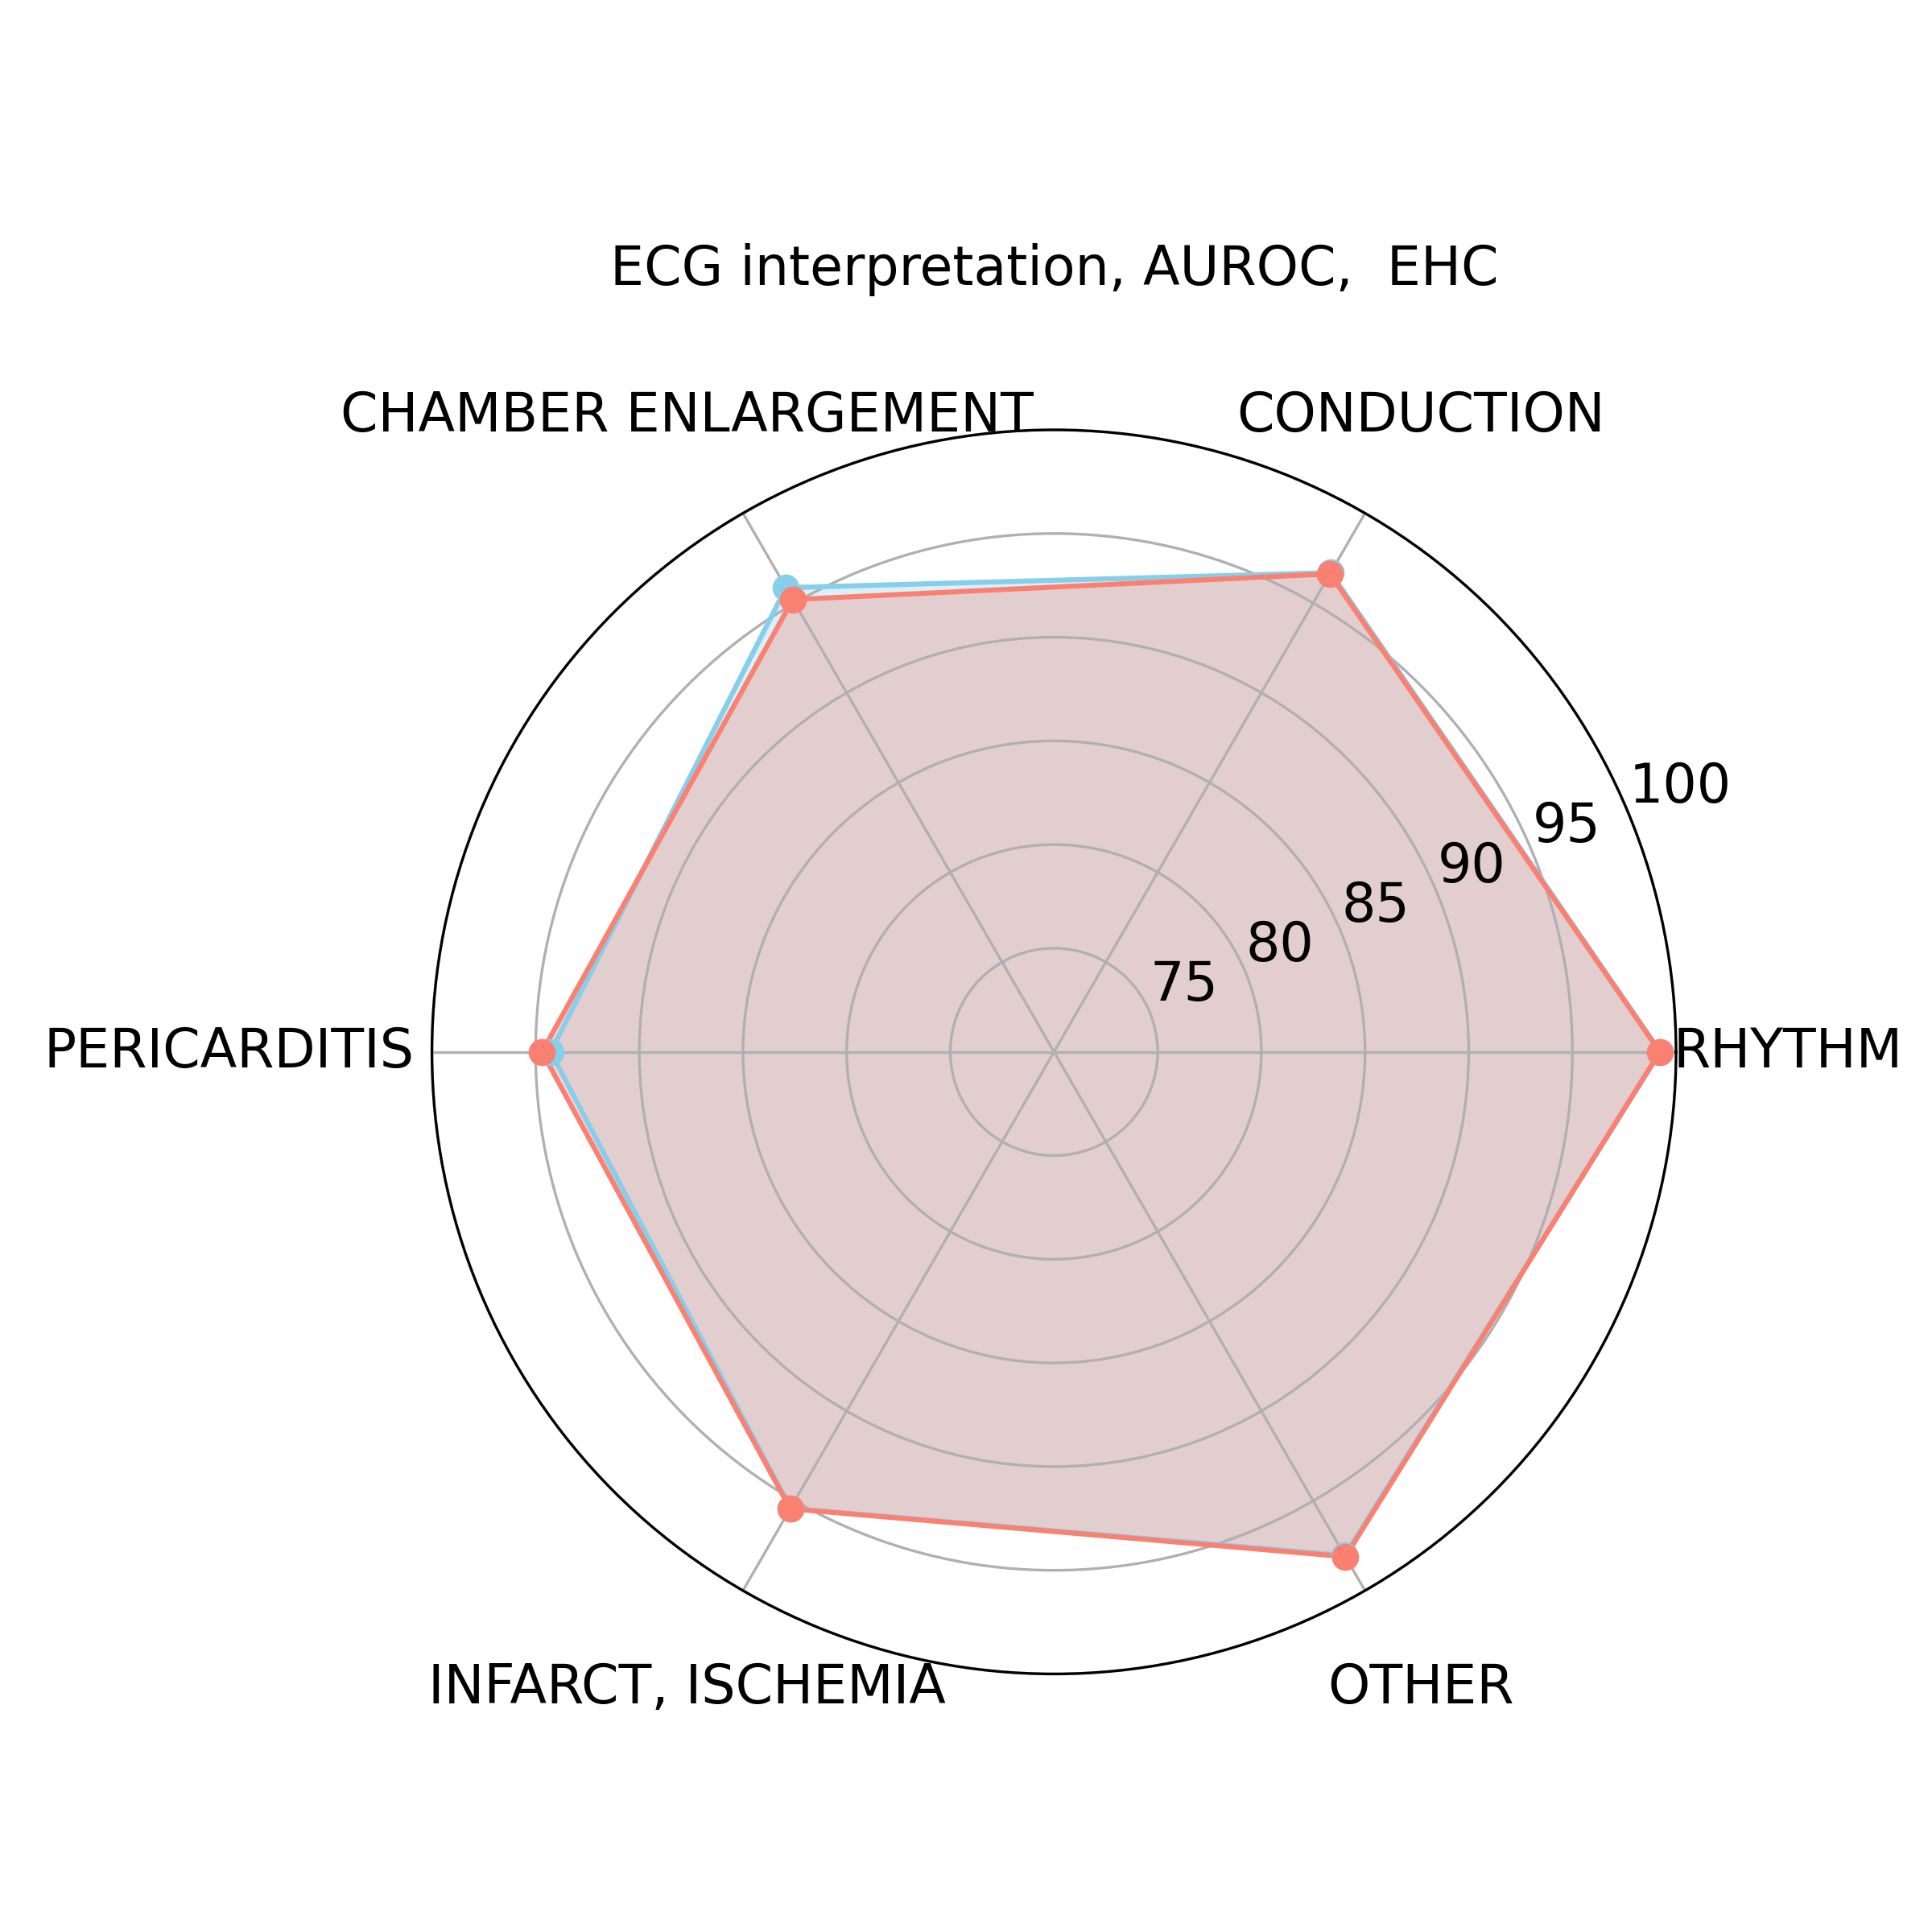 ECG interpretation, AUROC,  EHC
CHAMBER ENLARGEMENT
CONDUCTION
100
95
90
85
80
75
PERICARDITIS
RHYTHM
INFARCT, ISCHEMIA
OTHER